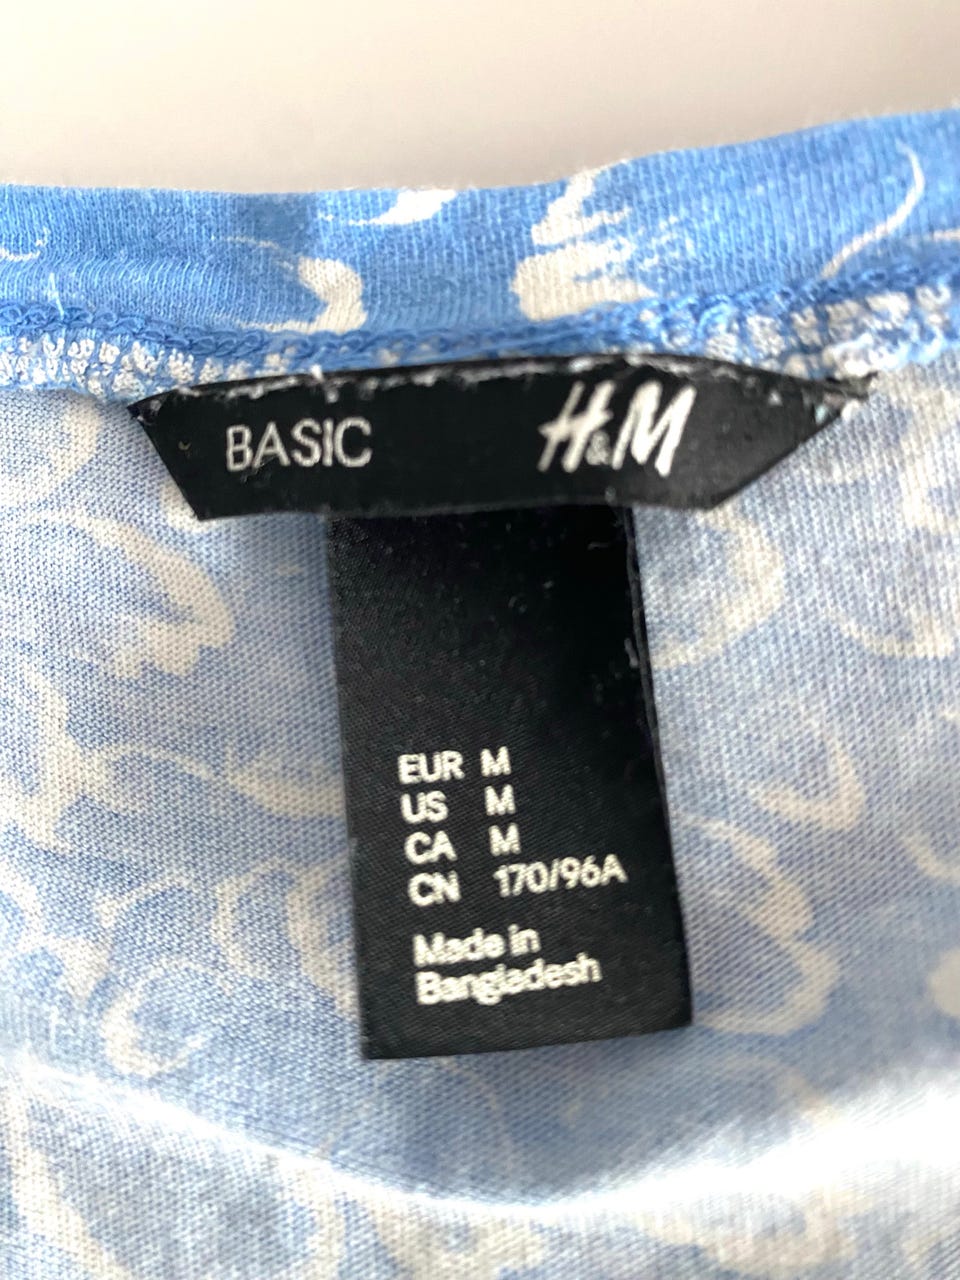 BASIC H&M
EUR M
US M
CA M
CN 170/96A
Made in
Bangladesh